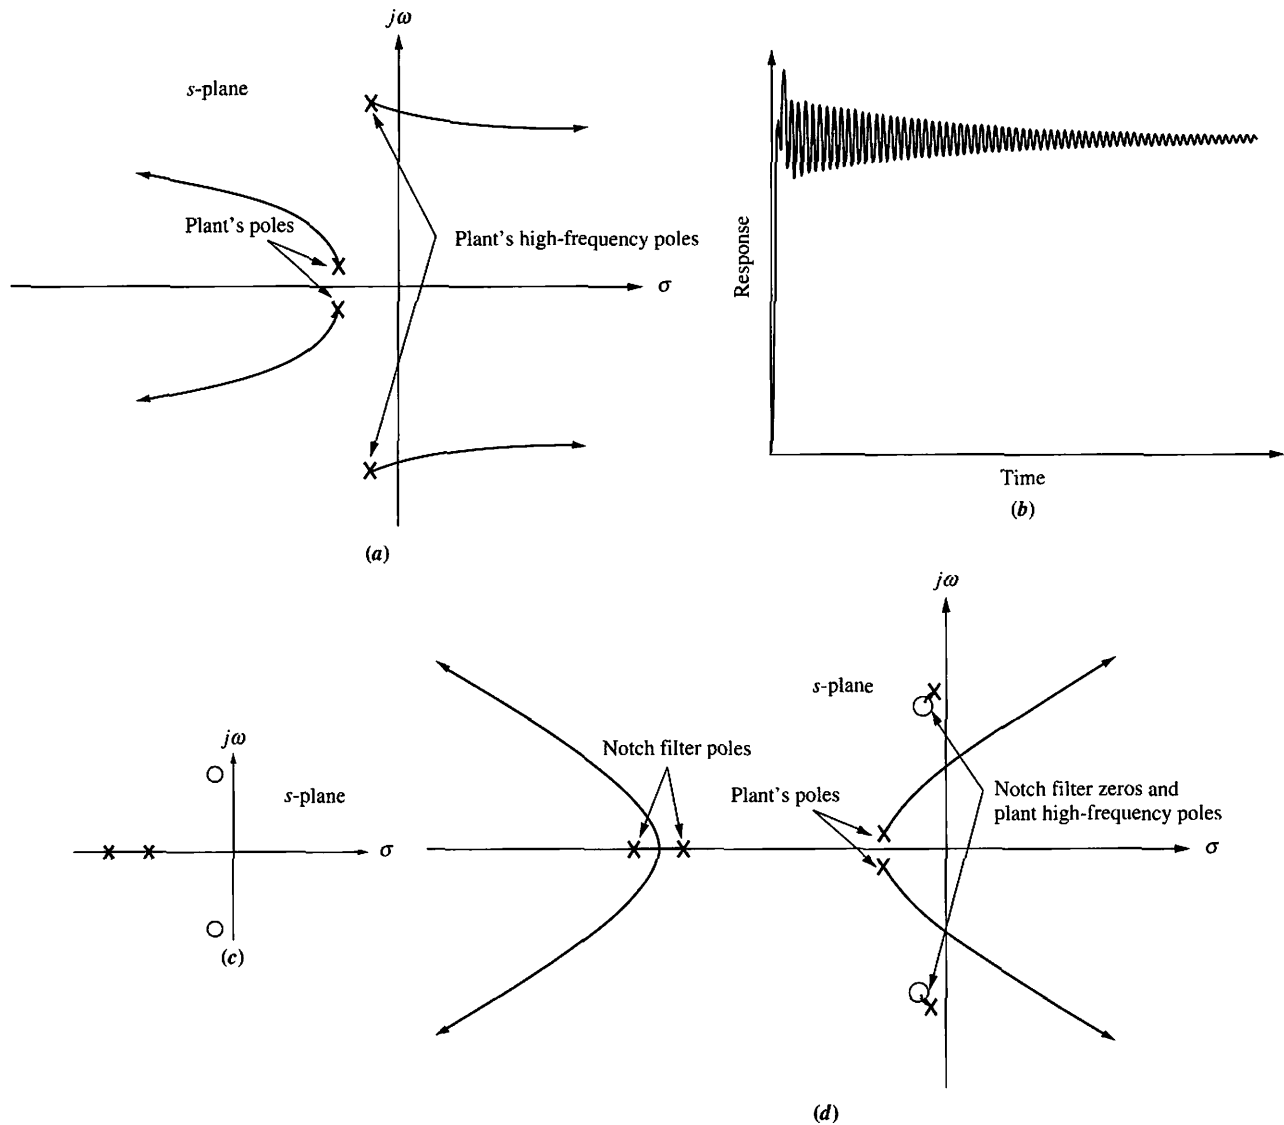 jω
s-plane
Plant's poles
Plant's high-frequency poles
σ
(a)
Response
Time
(b)
jω
s-plane
σ
(c)
jω
s-plane
Notch filter poles
Plant's poles
Notch filter zeros and
plant high-frequency poles
σ
(d)